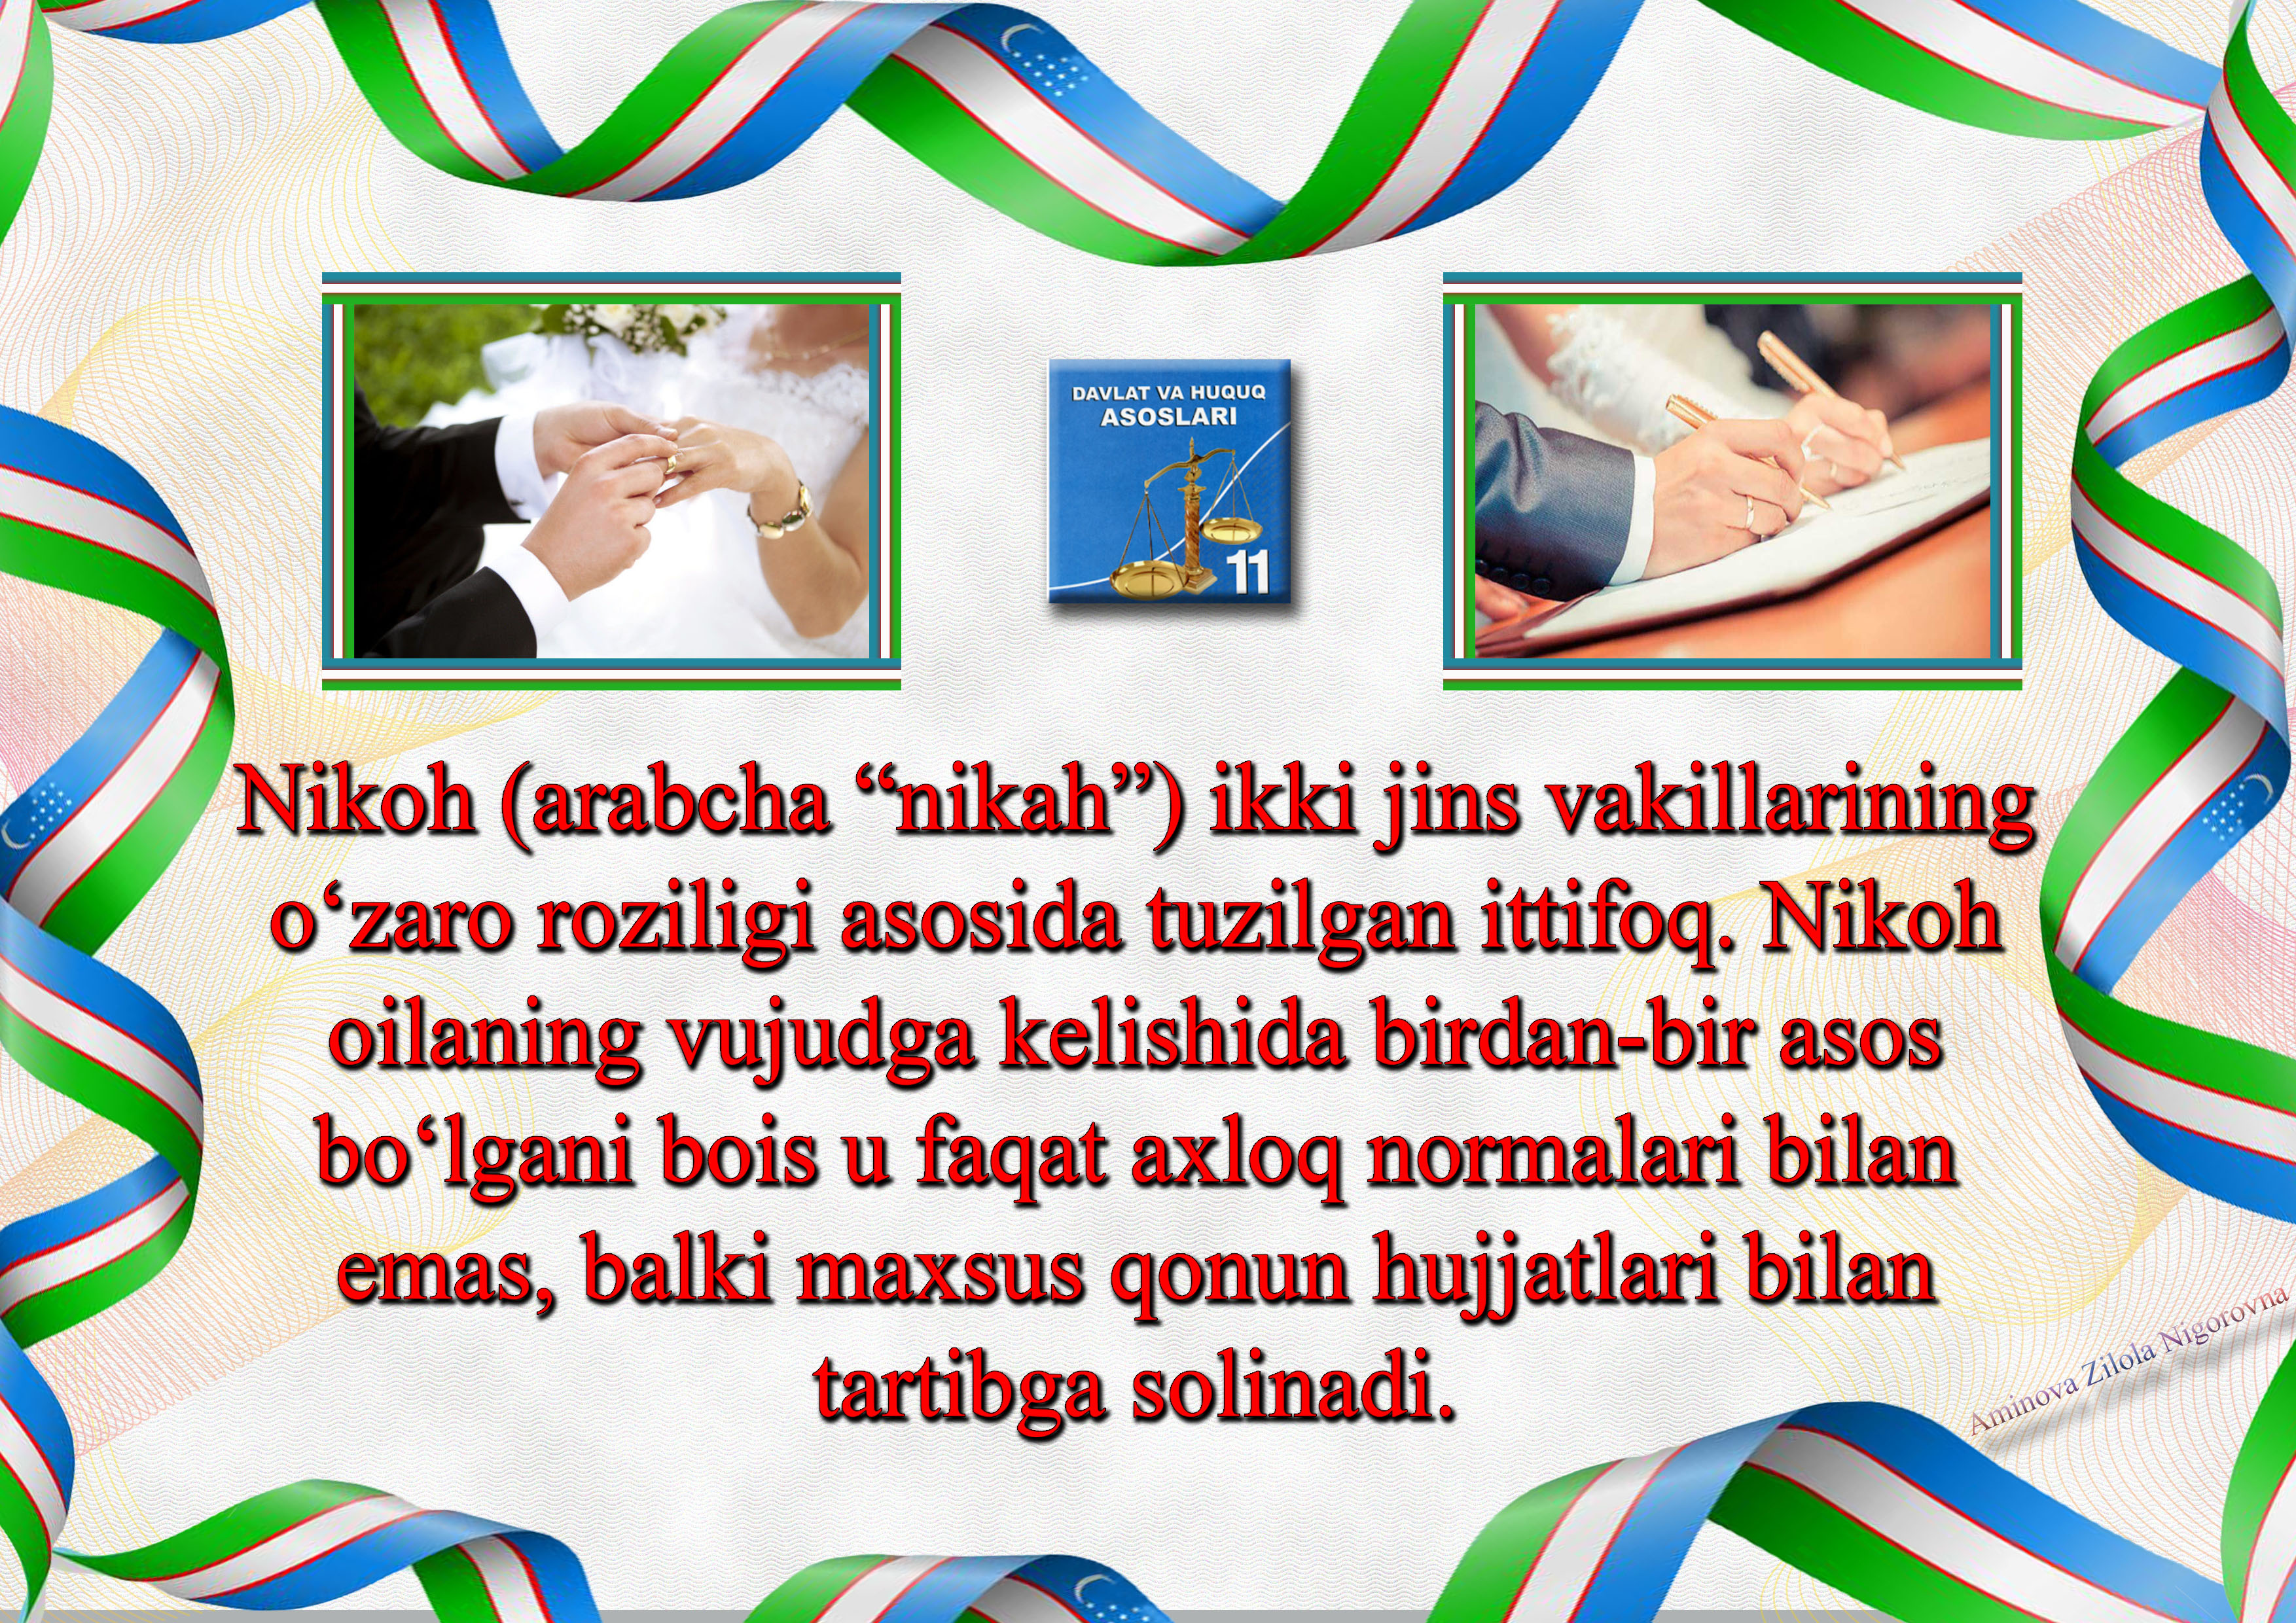 DAVLAT VA HUQUQ
ASOSLARI
11
Nikoh (arabcha “nikah”) ikki jins vakillarining
o‘zaro roziligi asosida tuzilgan ittifoq. Nikoh
oilaning vujudga kelishida birdan-bir asos
bo‘lgani bois u faqat axloq normalari bilan
emas, balki maxsus qonun hujjatlari bilan
tartibga solinadi.
Aminova Zilola Nigorovna